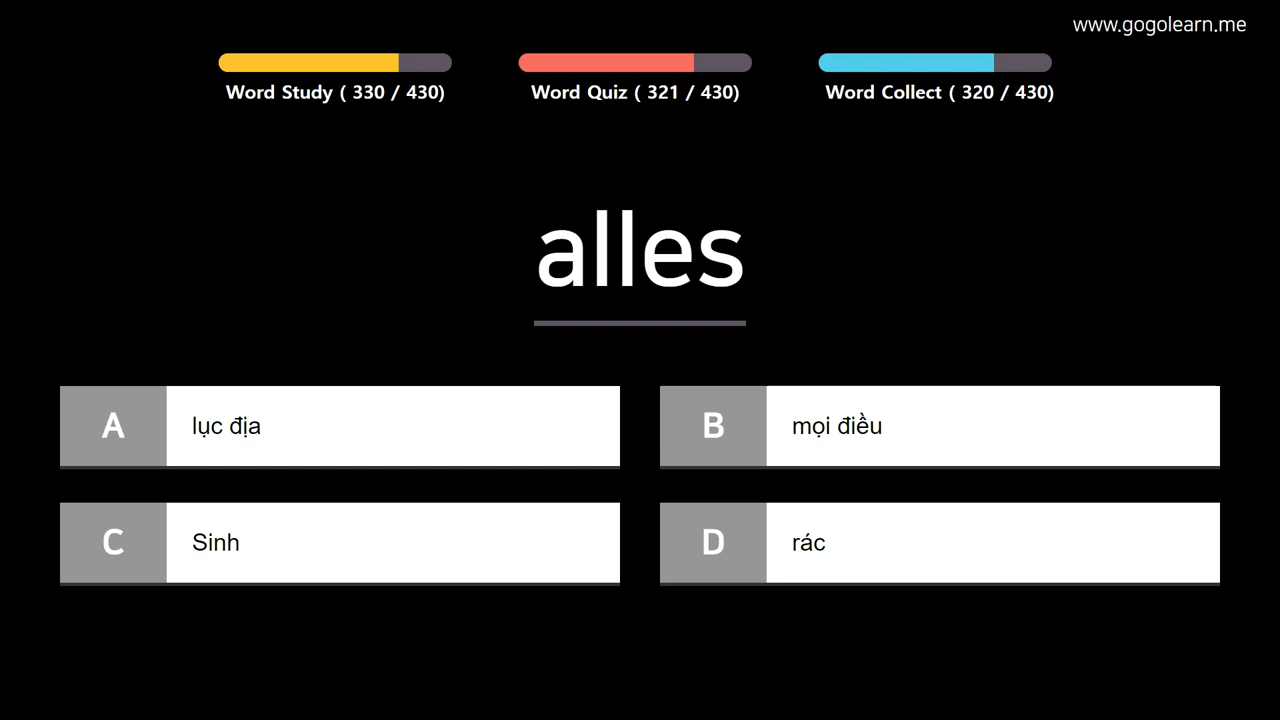 www.gogolearn.me
Word Study ( 330 / 430)
Word Quiz ( 321 / 430)
Word Collect ( 320 / 430)
alles
A lục địa
B mọi điều
C Sinh
D rác